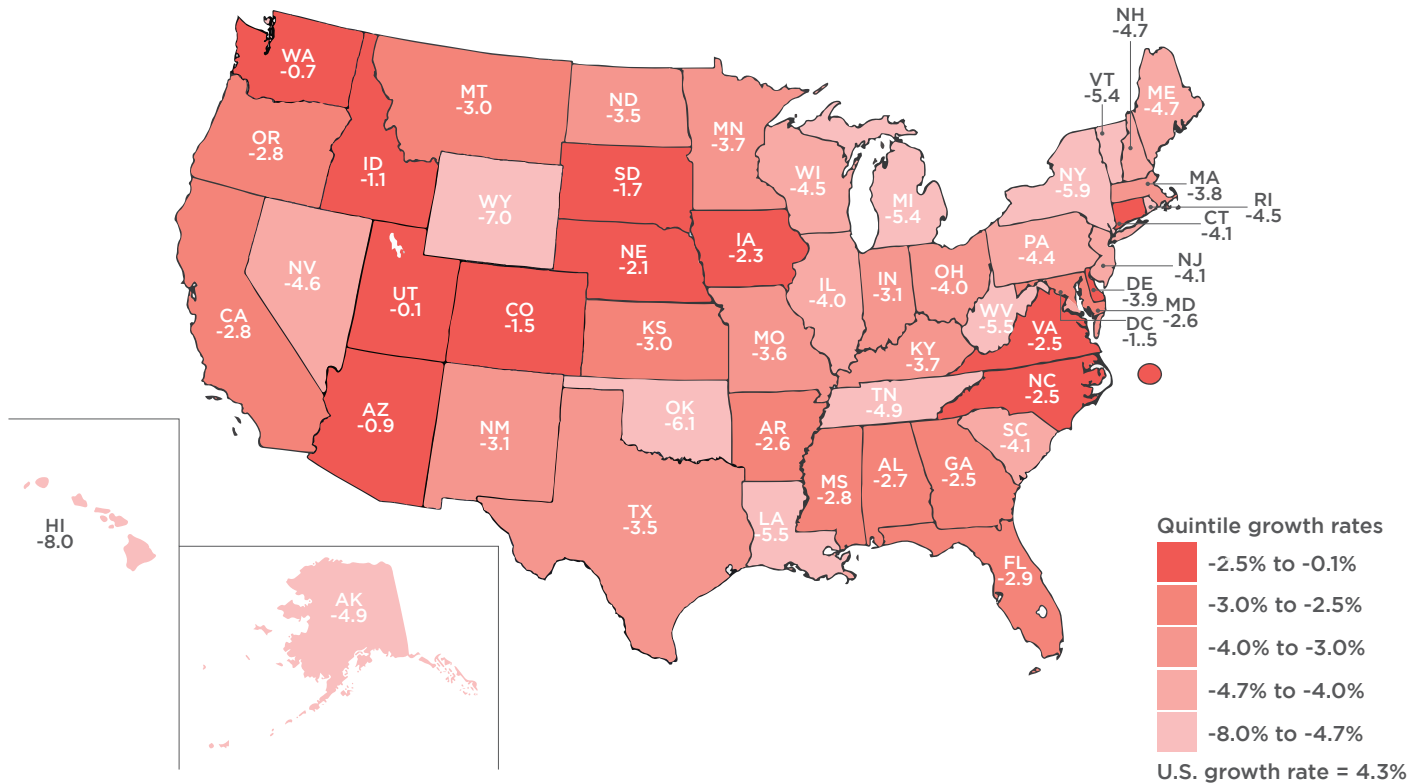 NH
-4.7
WA
-0.7
VT
-5.4
ME
-4.7
MT
-3.0
ND
-3.5
MN
-3.7
OR
-2.8
ID
-1.1
SD
-1.7
WI
-4.5
NY
-5.9
MA
-3.8
WY
-7.0
MI
-5.4
RI
-4.5
CT
-4.1
NE
-2.1
IA
-2.3
PA
-4.4
NJ
-4.1
NV
-4.6
UT
-0.1
IL
-4.0
IN
-3.1
OH
-4.0
DE
-3.9
MD
-2.6
DC
-1..5
CO
-1.5
CA
-2.8
KS
-3.0
MO
-3.6
WV
-5.5
VA
-2.5
KY
-3.7
NC
-2.5
TN
-4.9
AZ
-0.9
NM
-3.1
OK
-6.1
AR
-2.6
SC
-4.1
MS
-2.8
AL
-2.7
GA
-2.5
TX
-3.5
LA
-5.5
FL
-2.9
HI
-8.0
AK
-4.9
Quintile growth rates
-2.5% to -0.1%
-3.0% to -2.5%
-4.0% to -3.0%
-4.7% to -4.0%
-8.0% to -4.7%
U.S. growth rate = 4.3%